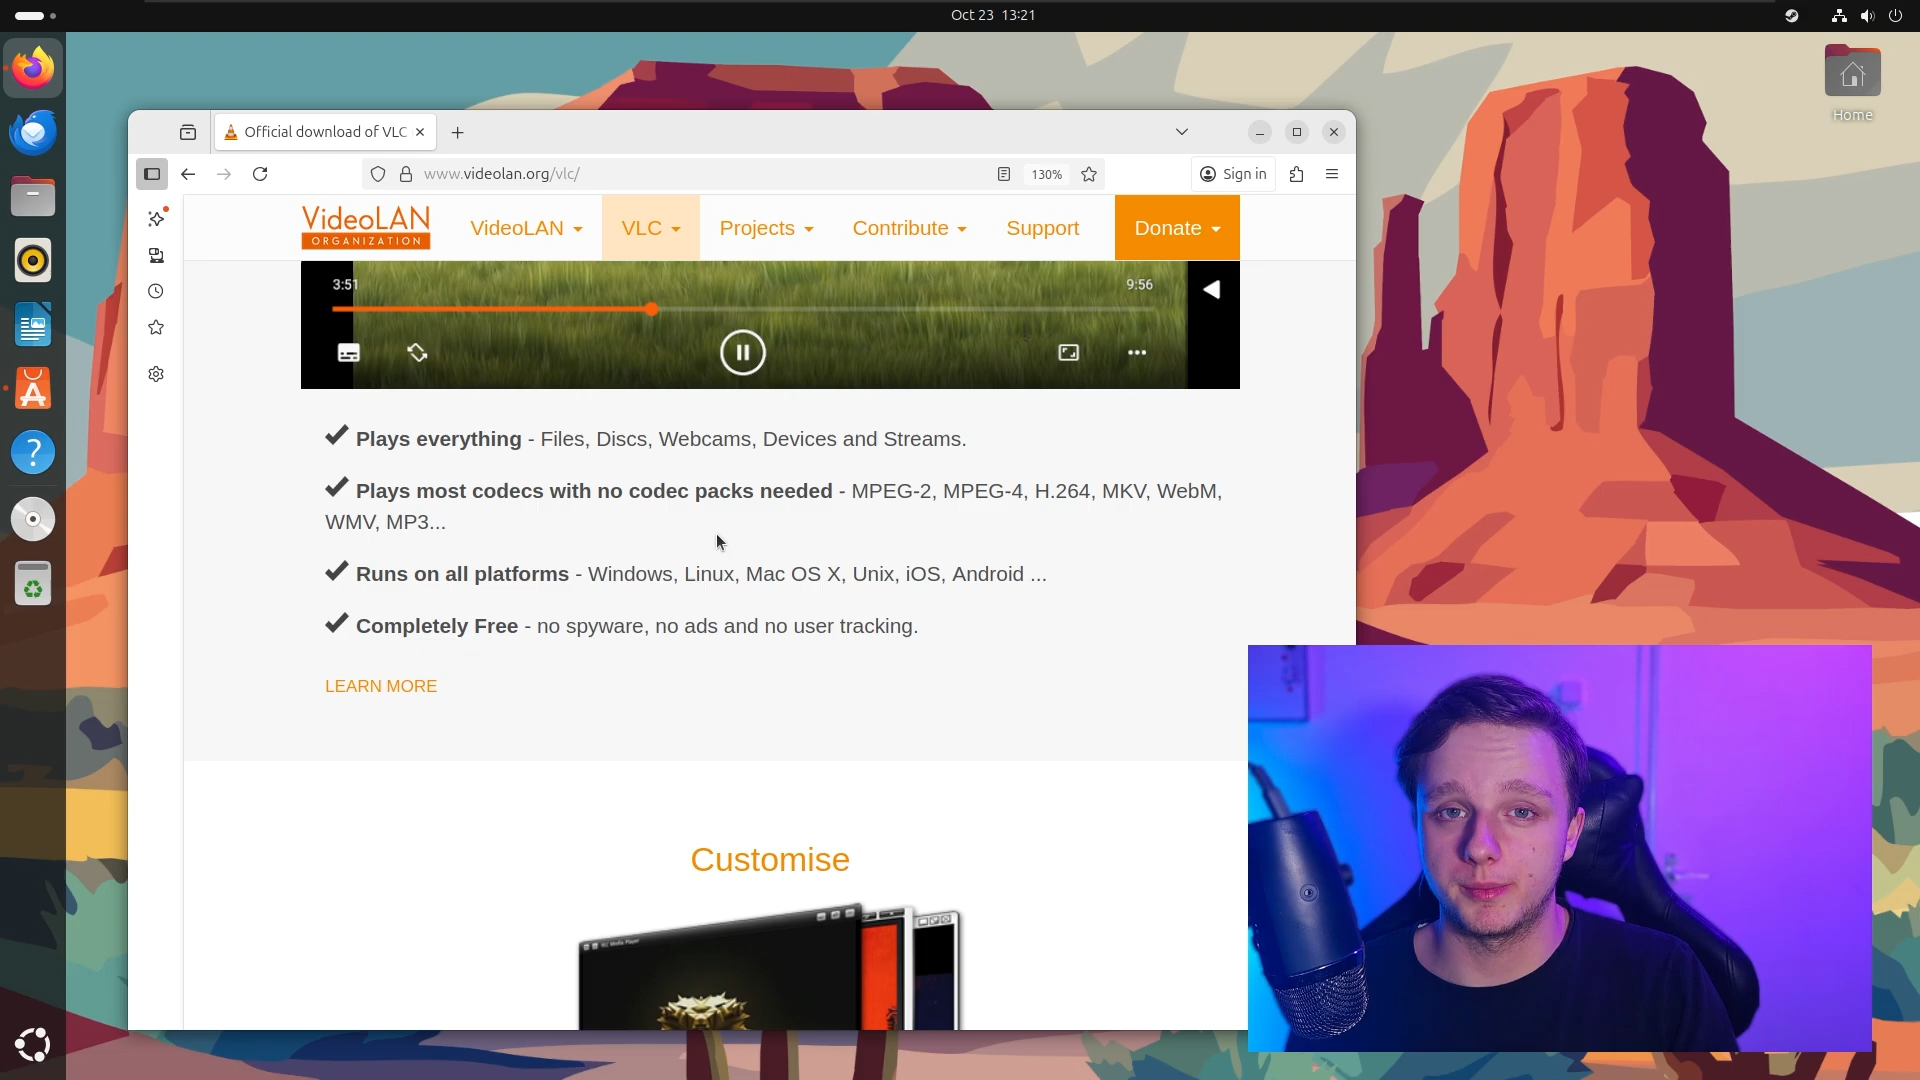 Oct 23 13:21
Home
Official download of VLC
www.videolan.org/vlc/
130%
Sign in
VideoLAN
ORGANIZATION
VideoLAN
VLC
Projects
Contribute
Support
Donate
3:51
9:56
Plays everything - Files, Discs, Webcams, Devices and Streams.
Plays most codecs with no codec packs needed - MPEG-2, MPEG-4, H.264, MKV, WebM,
WMV, MP3...
Runs on all platforms - Windows, Linux, Mac OS X, Unix, iOS, Android ...
Completely Free - no spyware, no ads and no user tracking.
LEARN MORE
Customise
VLC Media Player